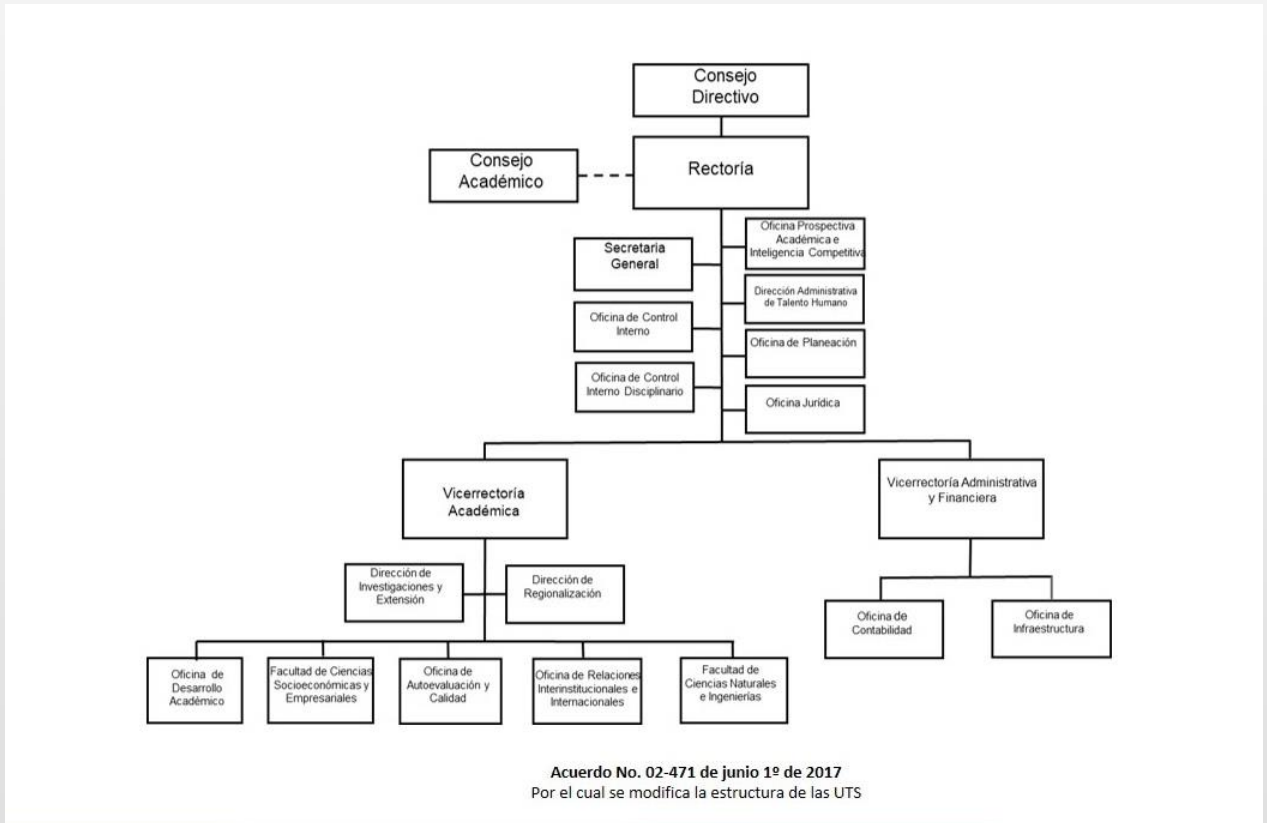 Consejo
Directivo
Consejo
Académico
Rectoría
Secretaria
General
Oficina Prospectiva
Académica e
Inteligencia Competitiva
Oficina de Control
Interno
Dirección Administrativa
de Talento Humano
Oficina de Planeación
Oficina de Control
Interno Disciplinario
Oficina Jurídica
Vicerrectoría
Académica
Vicerrectoría Administrativa
y Financiera
Dirección de
Investigaciones y
Extensión
Dirección de
Regionalización
Oficina de
Contabilidad
Oficina de
Infraestructura
Oficina de
Desarrollo
Académico
Facultad de Ciencias
Socioeconómicas y
Empresariales
Oficina de
Autoevaluación y
Calidad
Oficina de Relaciones
Interinstitucionales e
Internacionales
Facultad de
Ciencias Naturales
e Ingenierías
Acuerdo No. 02-471 de junio 1º de 2017
Por el cual se modifica la estructura de las UTS